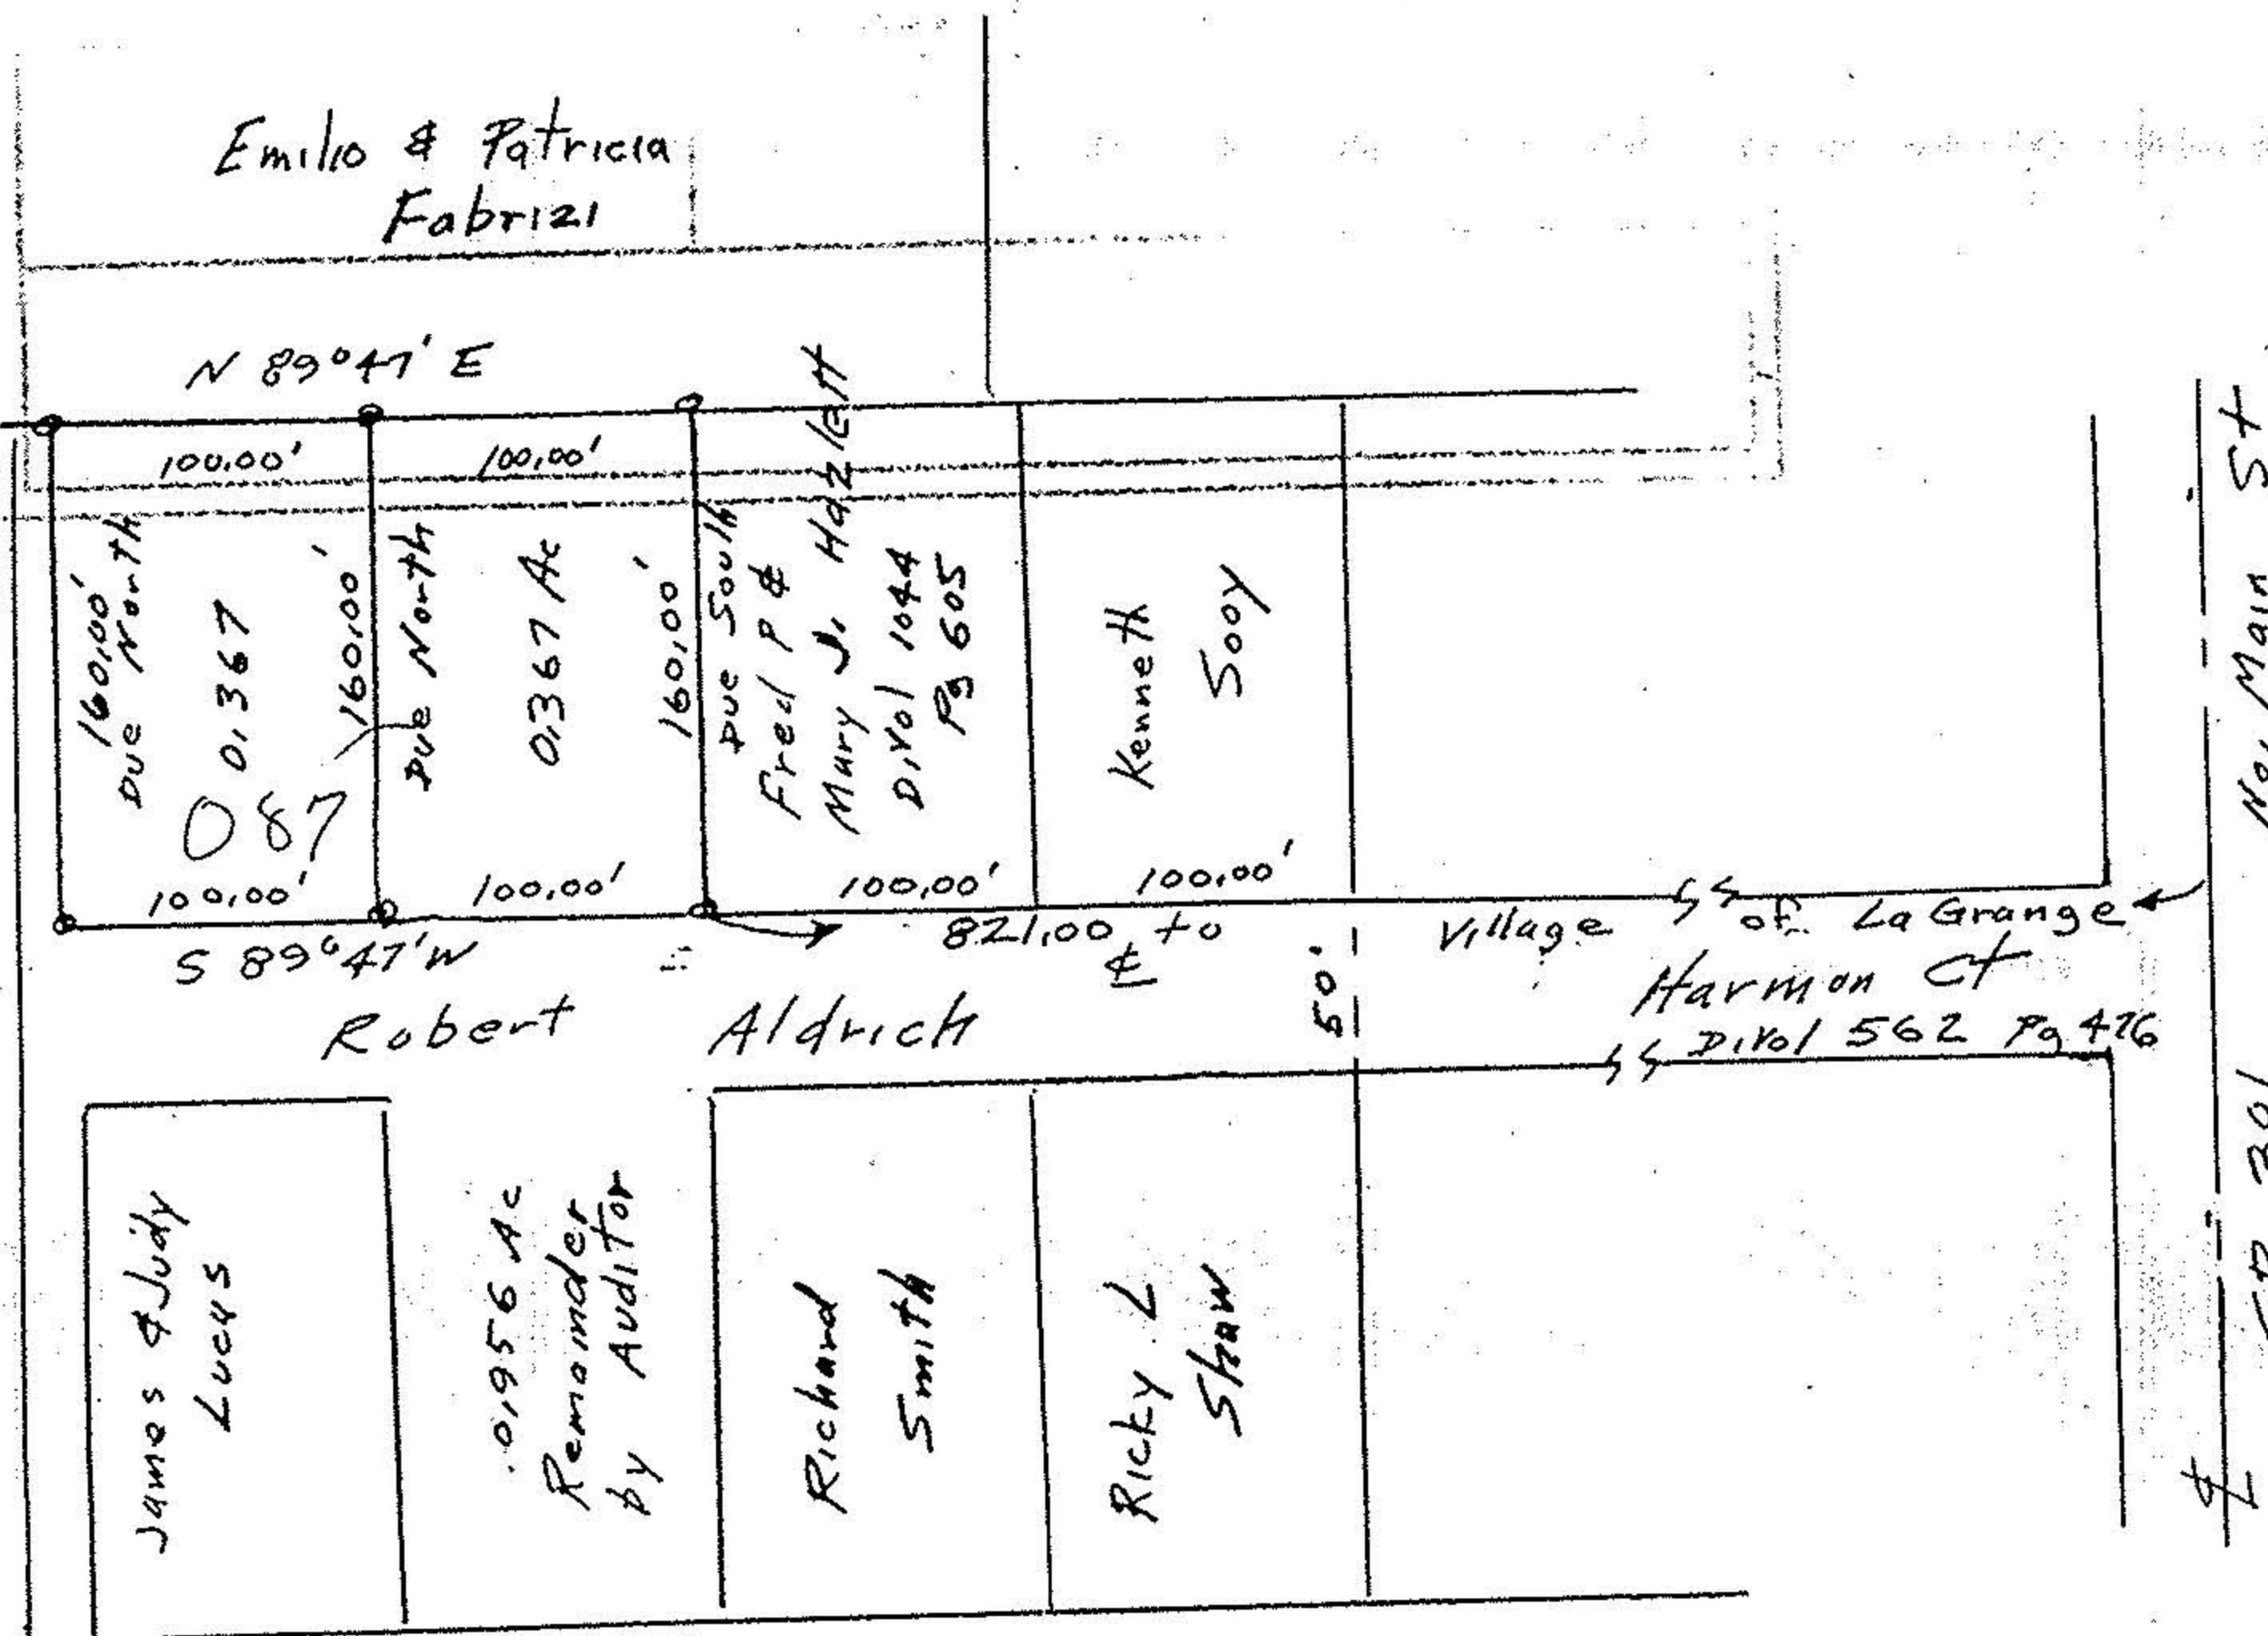 Emilio & Patricia
Fabrizi
N 89°47' E
100.00'
100.00'
160.00'
Due North
0.367
087
160.00'
Due North
0.367 Ac
160.00'
Due South
Fred P &
Mary J. Hazlett
D.Vol 1044
Pg 605
Kenneth
Sooy
100.00'
100.00'
100.00'
100.00'
S 89°47' W
821.00 to
℄
Village of LaGrange
50'
Harmon Ct
D.Vol 562 Pg 476
Robert Aldrich
James & Judy
Lucas
0.956 Ac
Remainder
by Auditor
Richard
Smith
Ricky L
Shaw
No. Main St
℄
301